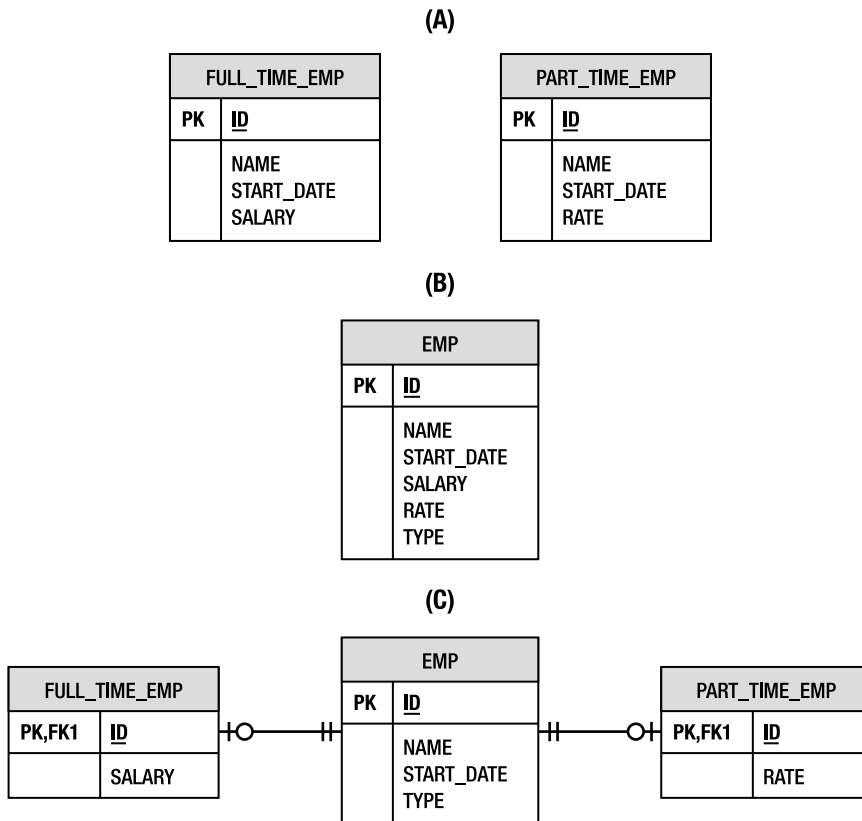 (A)
FULL_TIME_EMP
PK ID
NAME
START_DATE
SALARY
PART_TIME_EMP
PK ID
NAME
START_DATE
RATE
(B)
EMP
PK ID
NAME
START_DATE
SALARY
RATE
TYPE
(C)
FULL_TIME_EMP
PK,FK1 ID
SALARY
EMP
PK ID
NAME
START_DATE
TYPE
PART_TIME_EMP
PK,FK1 ID
RATE